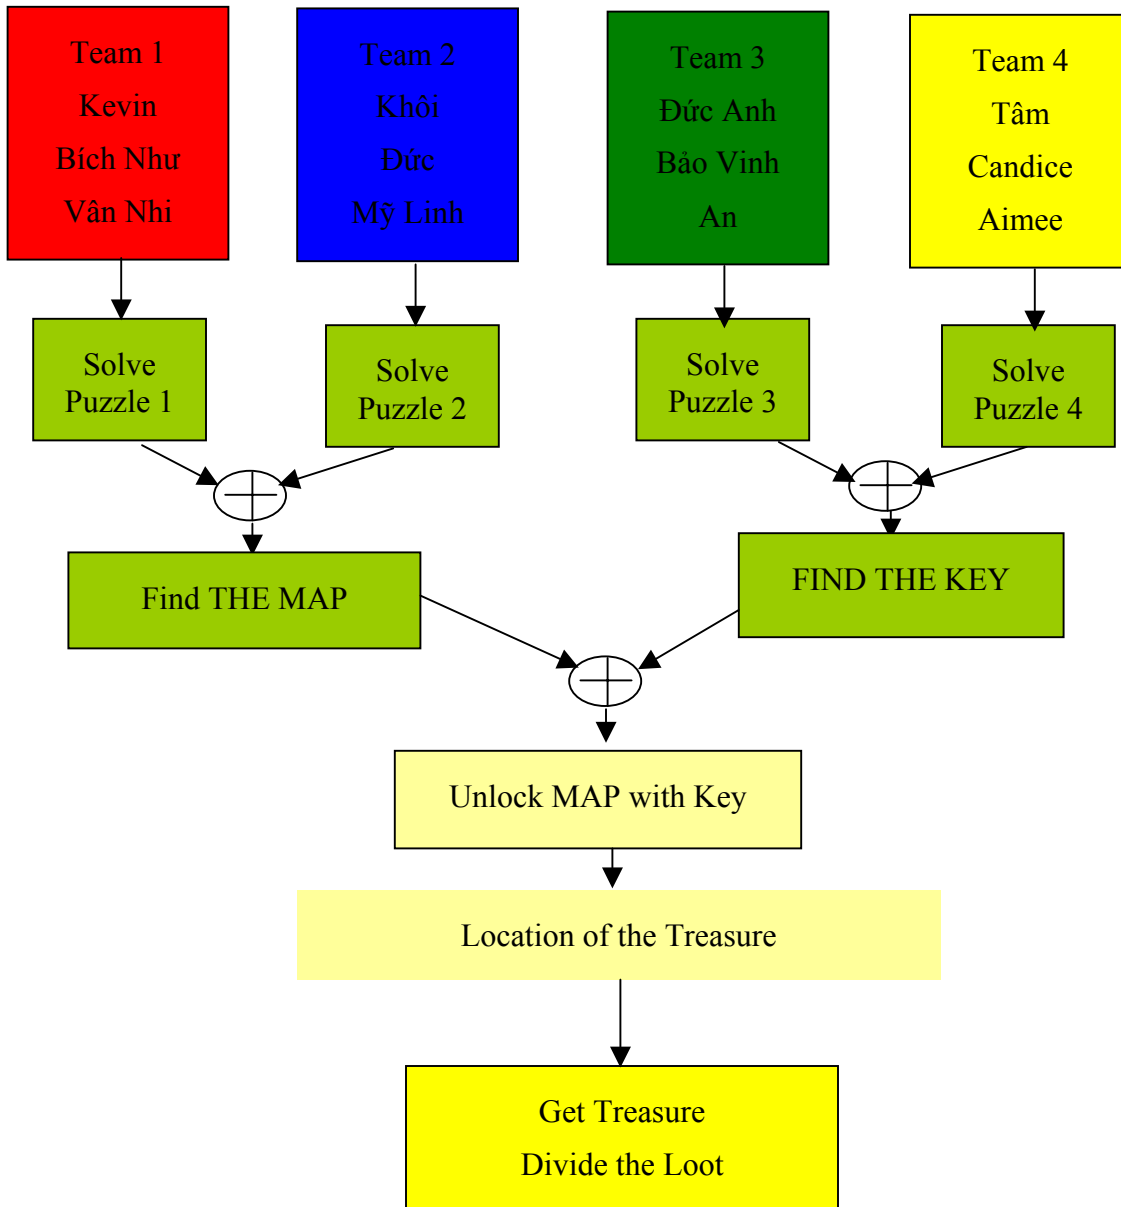 Team 1
Kevin
Bích Như
Vân Nhi
Team 2
Khôi
Đức
Mỹ Linh
Team 3
Đức Anh
Bảo Vinh
An
Team 4
Tâm
Candice
Aimee
Solve
Puzzle 1
Solve
Puzzle 2
Solve
Puzzle 3
Solve
Puzzle 4
Find THE MAP
FIND THE KEY
Unlock MAP with Key
Location of the Treasure
Get Treasure
Divide the Loot